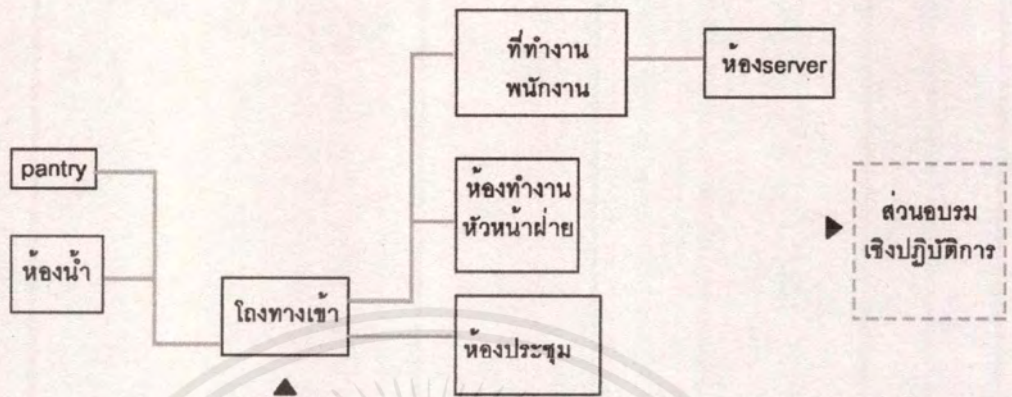 ที่ทำงาน
พนักงาน
ห้องserver
pantry
ห้องทำงาน
หัวหน้าฝ่าย
ส่วนอบรม
เชิงปฏิบัติการ
ห้องน้ำ
โถงทางเข้า
ห้องประชุม